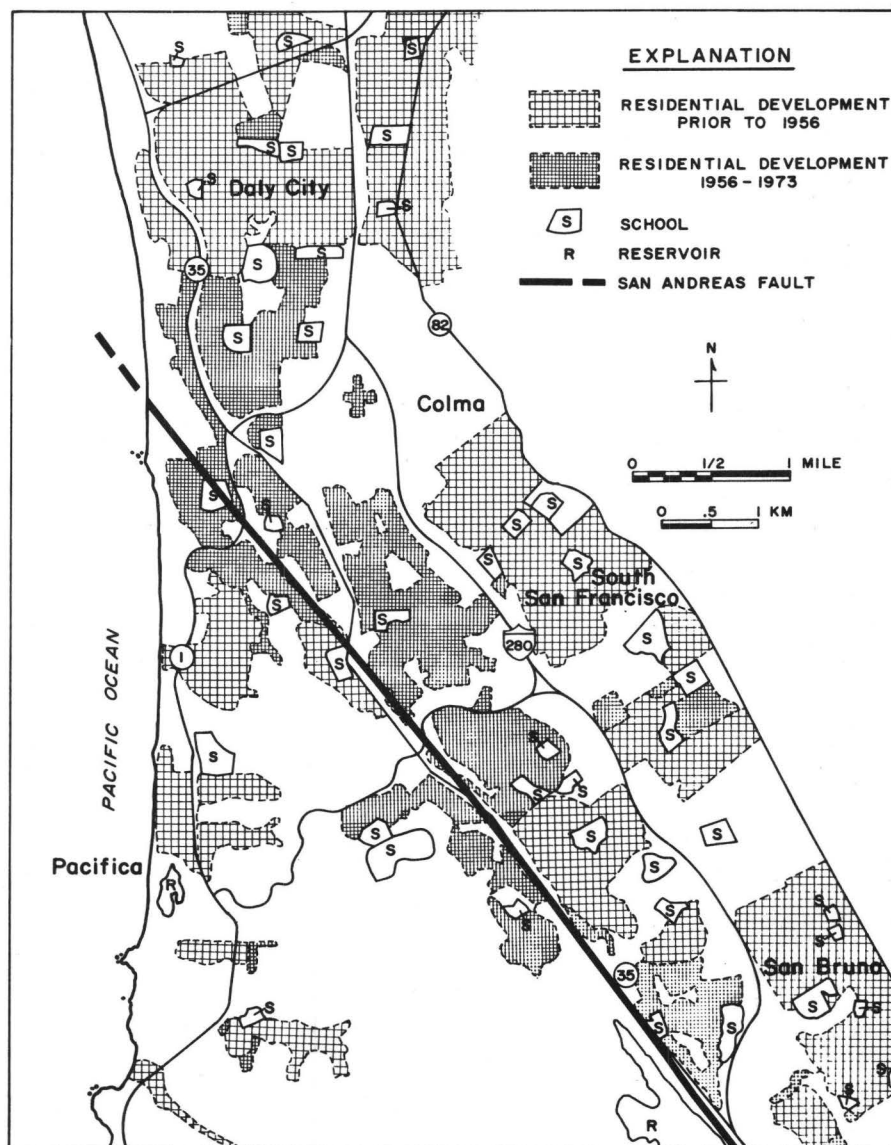 EXPLANATION
RESIDENTIAL DEVELOPMENT
PRIOR TO 1956
RESIDENTIAL DEVELOPMENT
1956-1973
S
SCHOOL
R
RESERVOIR
SAN ANDREAS FAULT
N
0 1/2 1 MILE
0 .5 1 KM
S
S
S
S
S
S
S
Daly City
S
S
S
35
S
S
82
Colma
S
S
S
S
S
S
S
South
San Francisco
S
S
S
280
1
S
S
S
S
PACIFIC OCEAN
S
S
S
S
S
S
S
S
S
Pacifica
R
S
S
S
S
35
San Bruno
S
S
S
S
S
S
S
S
R